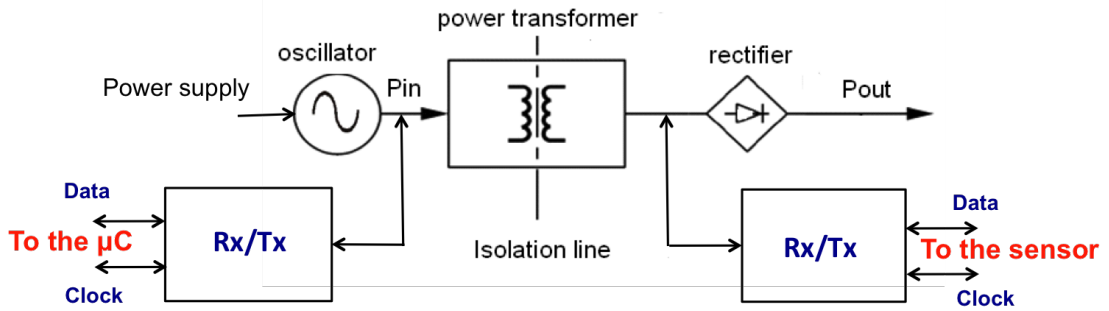 power transformer
oscillator
rectifier
Power supply
Pin
Pout
Data
To the µC
Clock
Rx/Tx
Isolation line
Rx/Tx
Data
To the sensor
Clock